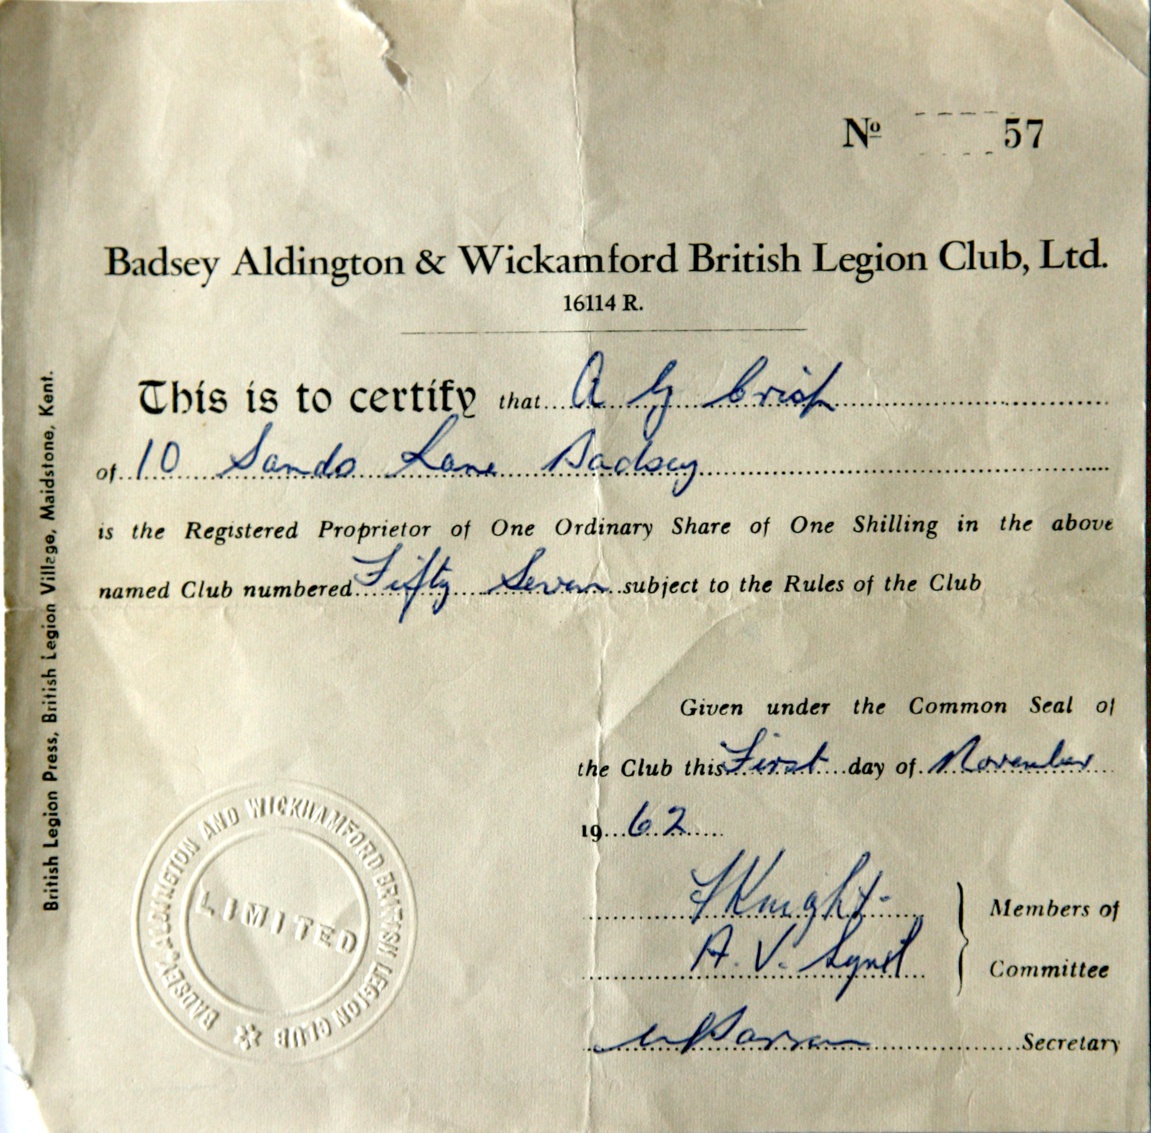 Nº 57
Badsey Aldington & Wickamford British Legion Club, Ltd.
16114 R.
This is to certify that A G Crisp
of 10 Sands Lane Badsey
is the Registered Proprietor of One Ordinary Share of One Shilling in the above
named Club numbered Fifty Seven subject to the Rules of the Club
Given under the Common Seal of
the Club this First day of November
1962
Knight
Members of
A. V.
Committee
Secretary
BADSEY, ALDINGTON AND WICKHAMFORD BRITISH LEGION CLUB
LIMITED
British Legion Press, British Legion Village, Maidstone, Kent.